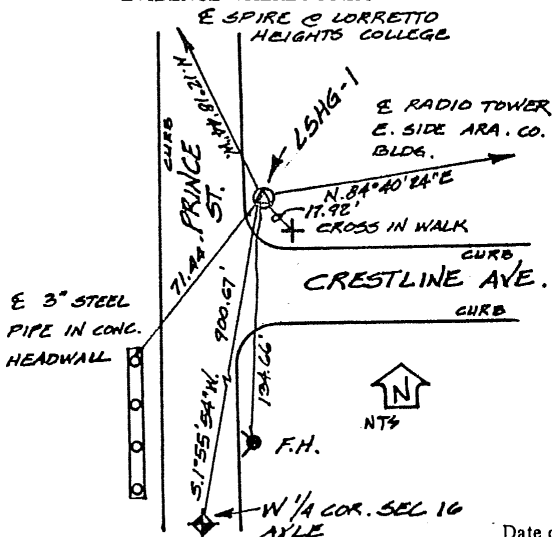 ℄ SPIRE @ LORRETTO
HEIGHTS COLLEGE
LSHG-1
℄ RADIO TOWER
E. SIDE ARA. CO.
BLDG.
N. 84°40'24"E
17.92'
CROSS IN WALK
CURB
PRINCE
ST.
71.44
CURB
CRESTLINE AVE.
CURB
℄ 3" STEEL
PIPE IN CONC.
HEADWALL
900.67'
S. 1°55'54"W.
134.66'
N
NTS
F.H.
W 1/4 COR. SEC 16
AXLE
Date